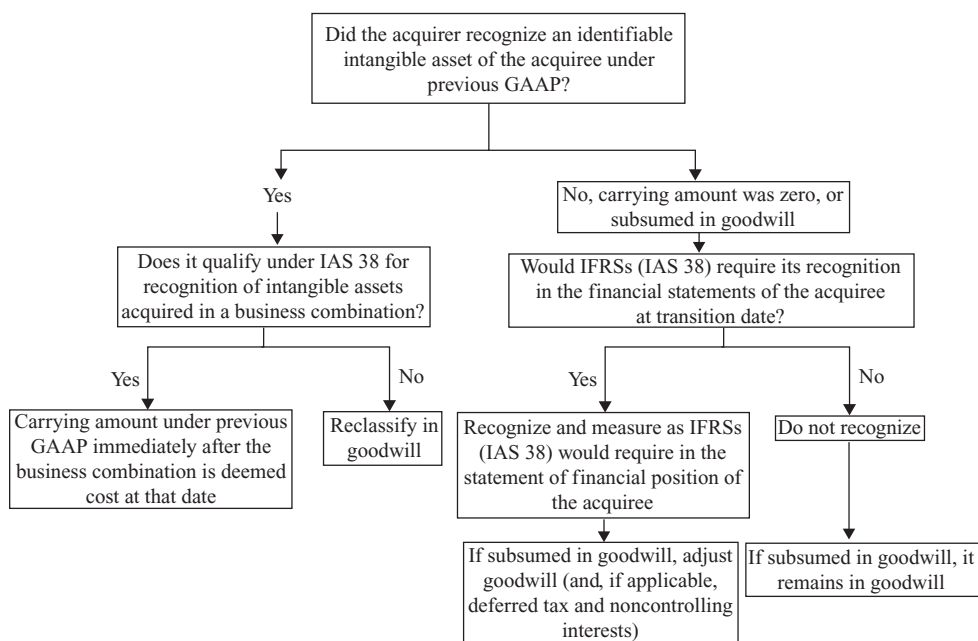 Did the acquirer recognize an identifiable
intangible asset of the acquiree under
previous GAAP?
Yes
No, carrying amount was zero, or
subsumed in goodwill
Does it qualify under IAS 38 for
recognition of intangible assets
acquired in a business combination?
Would IFRSs (IAS 38) require its recognition
in the financial statements of the acquiree
at transition date?
Yes
No
Yes
No
Carrying amount under previous
GAAP immediately after the
business combination is deemed
cost at that date
Reclassify in
goodwill
Recognize and measure as IFRSs
(IAS 38) would require in the
statement of financial position of
the acquiree
Do not recognize
If subsumed in goodwill, adjust
goodwill (and, if applicable,
deferred tax and noncontrolling
interests)
If subsumed in goodwill, it
remains in goodwill